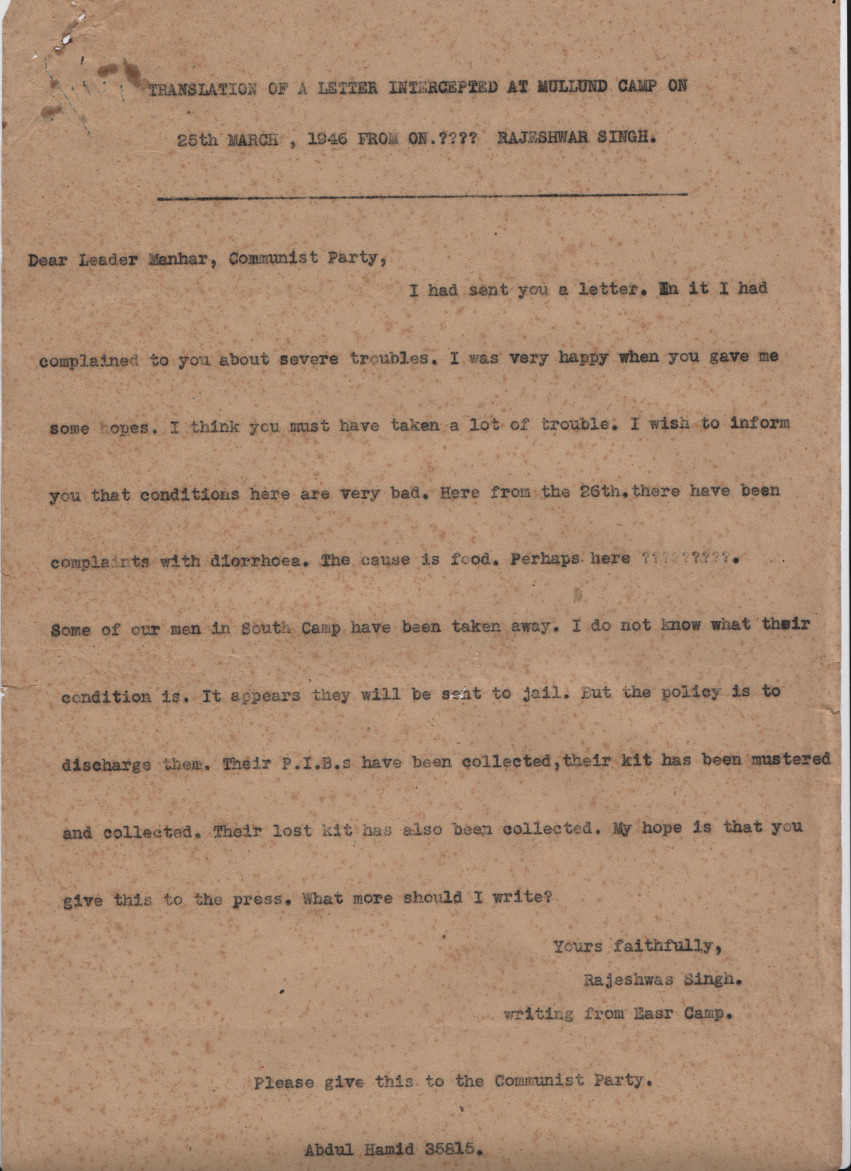 TRANSLATION OF A LETTER INTERCEPTED AT MULLUND CAMP ON
25th MARCH , 1946 FROM ON.???? RAJESHWAR SINGH.
Dear Leader Manhar, Communist Party,
I had sent you a letter. In it I had
complained to you about severe troubles. I was very happy when you gave me
some hopes. I think you must have taken a lot of trouble. I wish to inform
you that conditions here are very bad. Here from the 26th.there have been
complaints with diorrhoea. The cause is food. Perhaps here ?????????.
Some of our men in South Camp have been taken away. I do not know what their
condition is. It appears they will be sent to jail. But the policy is to
discharge them. Their P.I.B.s have been collected,their kit has been mustered
and collected. Their lost kit has also been collected. My hope is that you
give this to the press. What more should I write?
Yours faithfully,
Rajeshwas Singh.
writing from Easr Camp.
Please give this to the Communist Party.
Abdul Hamid 35815.